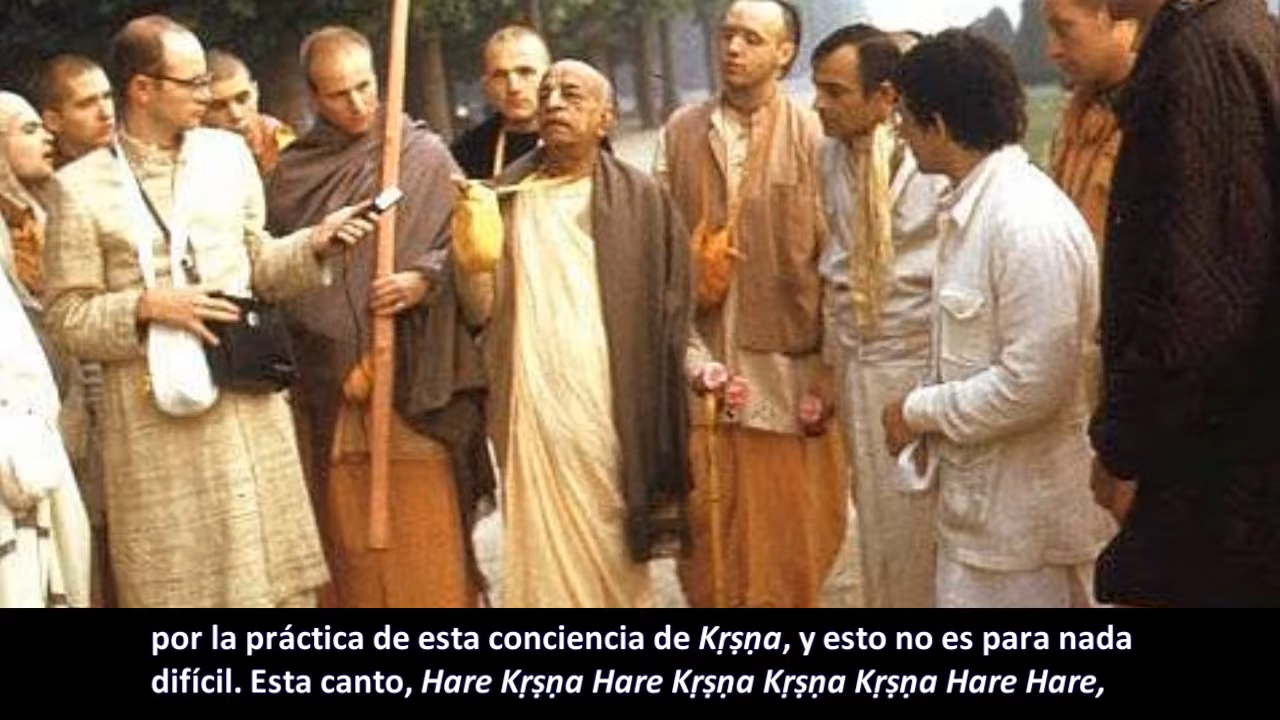 por la práctica de esta conciencia de Kṛṣṇa, y esto no es para nada
difícil. Esta canto, Hare Kṛṣṇa Hare Kṛṣṇa Kṛṣṇa Kṛṣṇa Hare Hare,